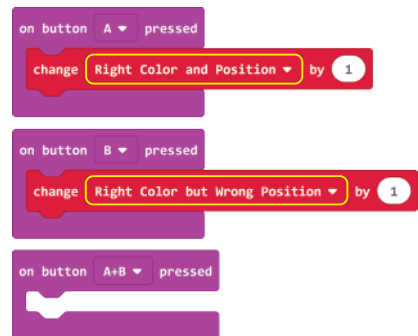 on button A pressed
change Right Color and Position by 1
on button B pressed
change Right Color but Wrong Position by 1
on button A+B pressed